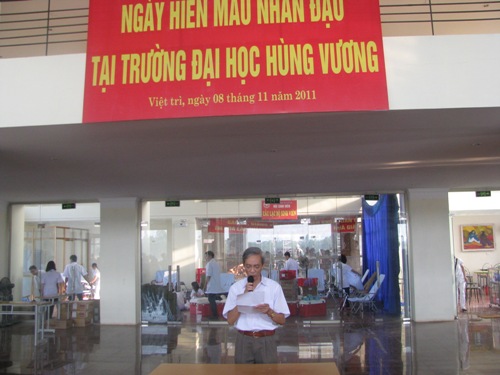 NGÀY HIẾN MÁU NHÂN ĐẠO
TẠI TRƯỜNG ĐẠI HỌC HÙNG VƯƠNG
Việt trì, ngày 08 tháng 11 năm 2011